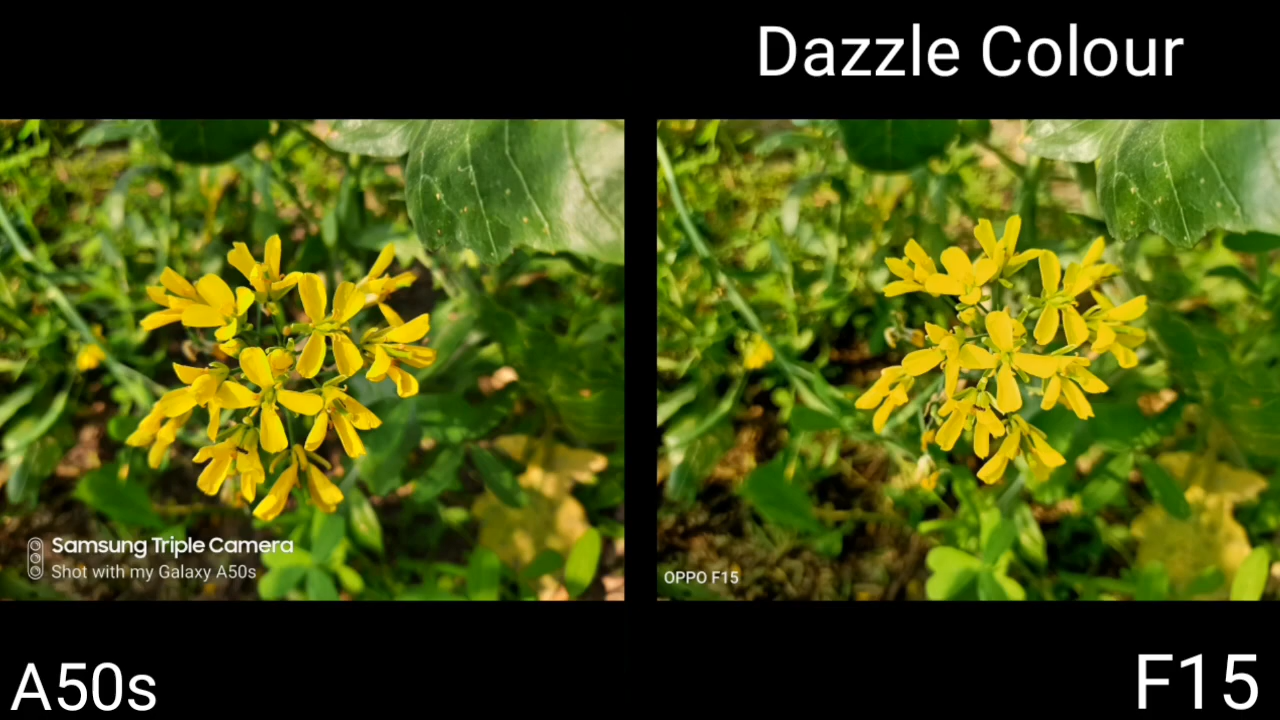 Dazzle Colour
Samsung Triple Camera
Shot with my Galaxy A50s
OPPO F15
A50s
F15